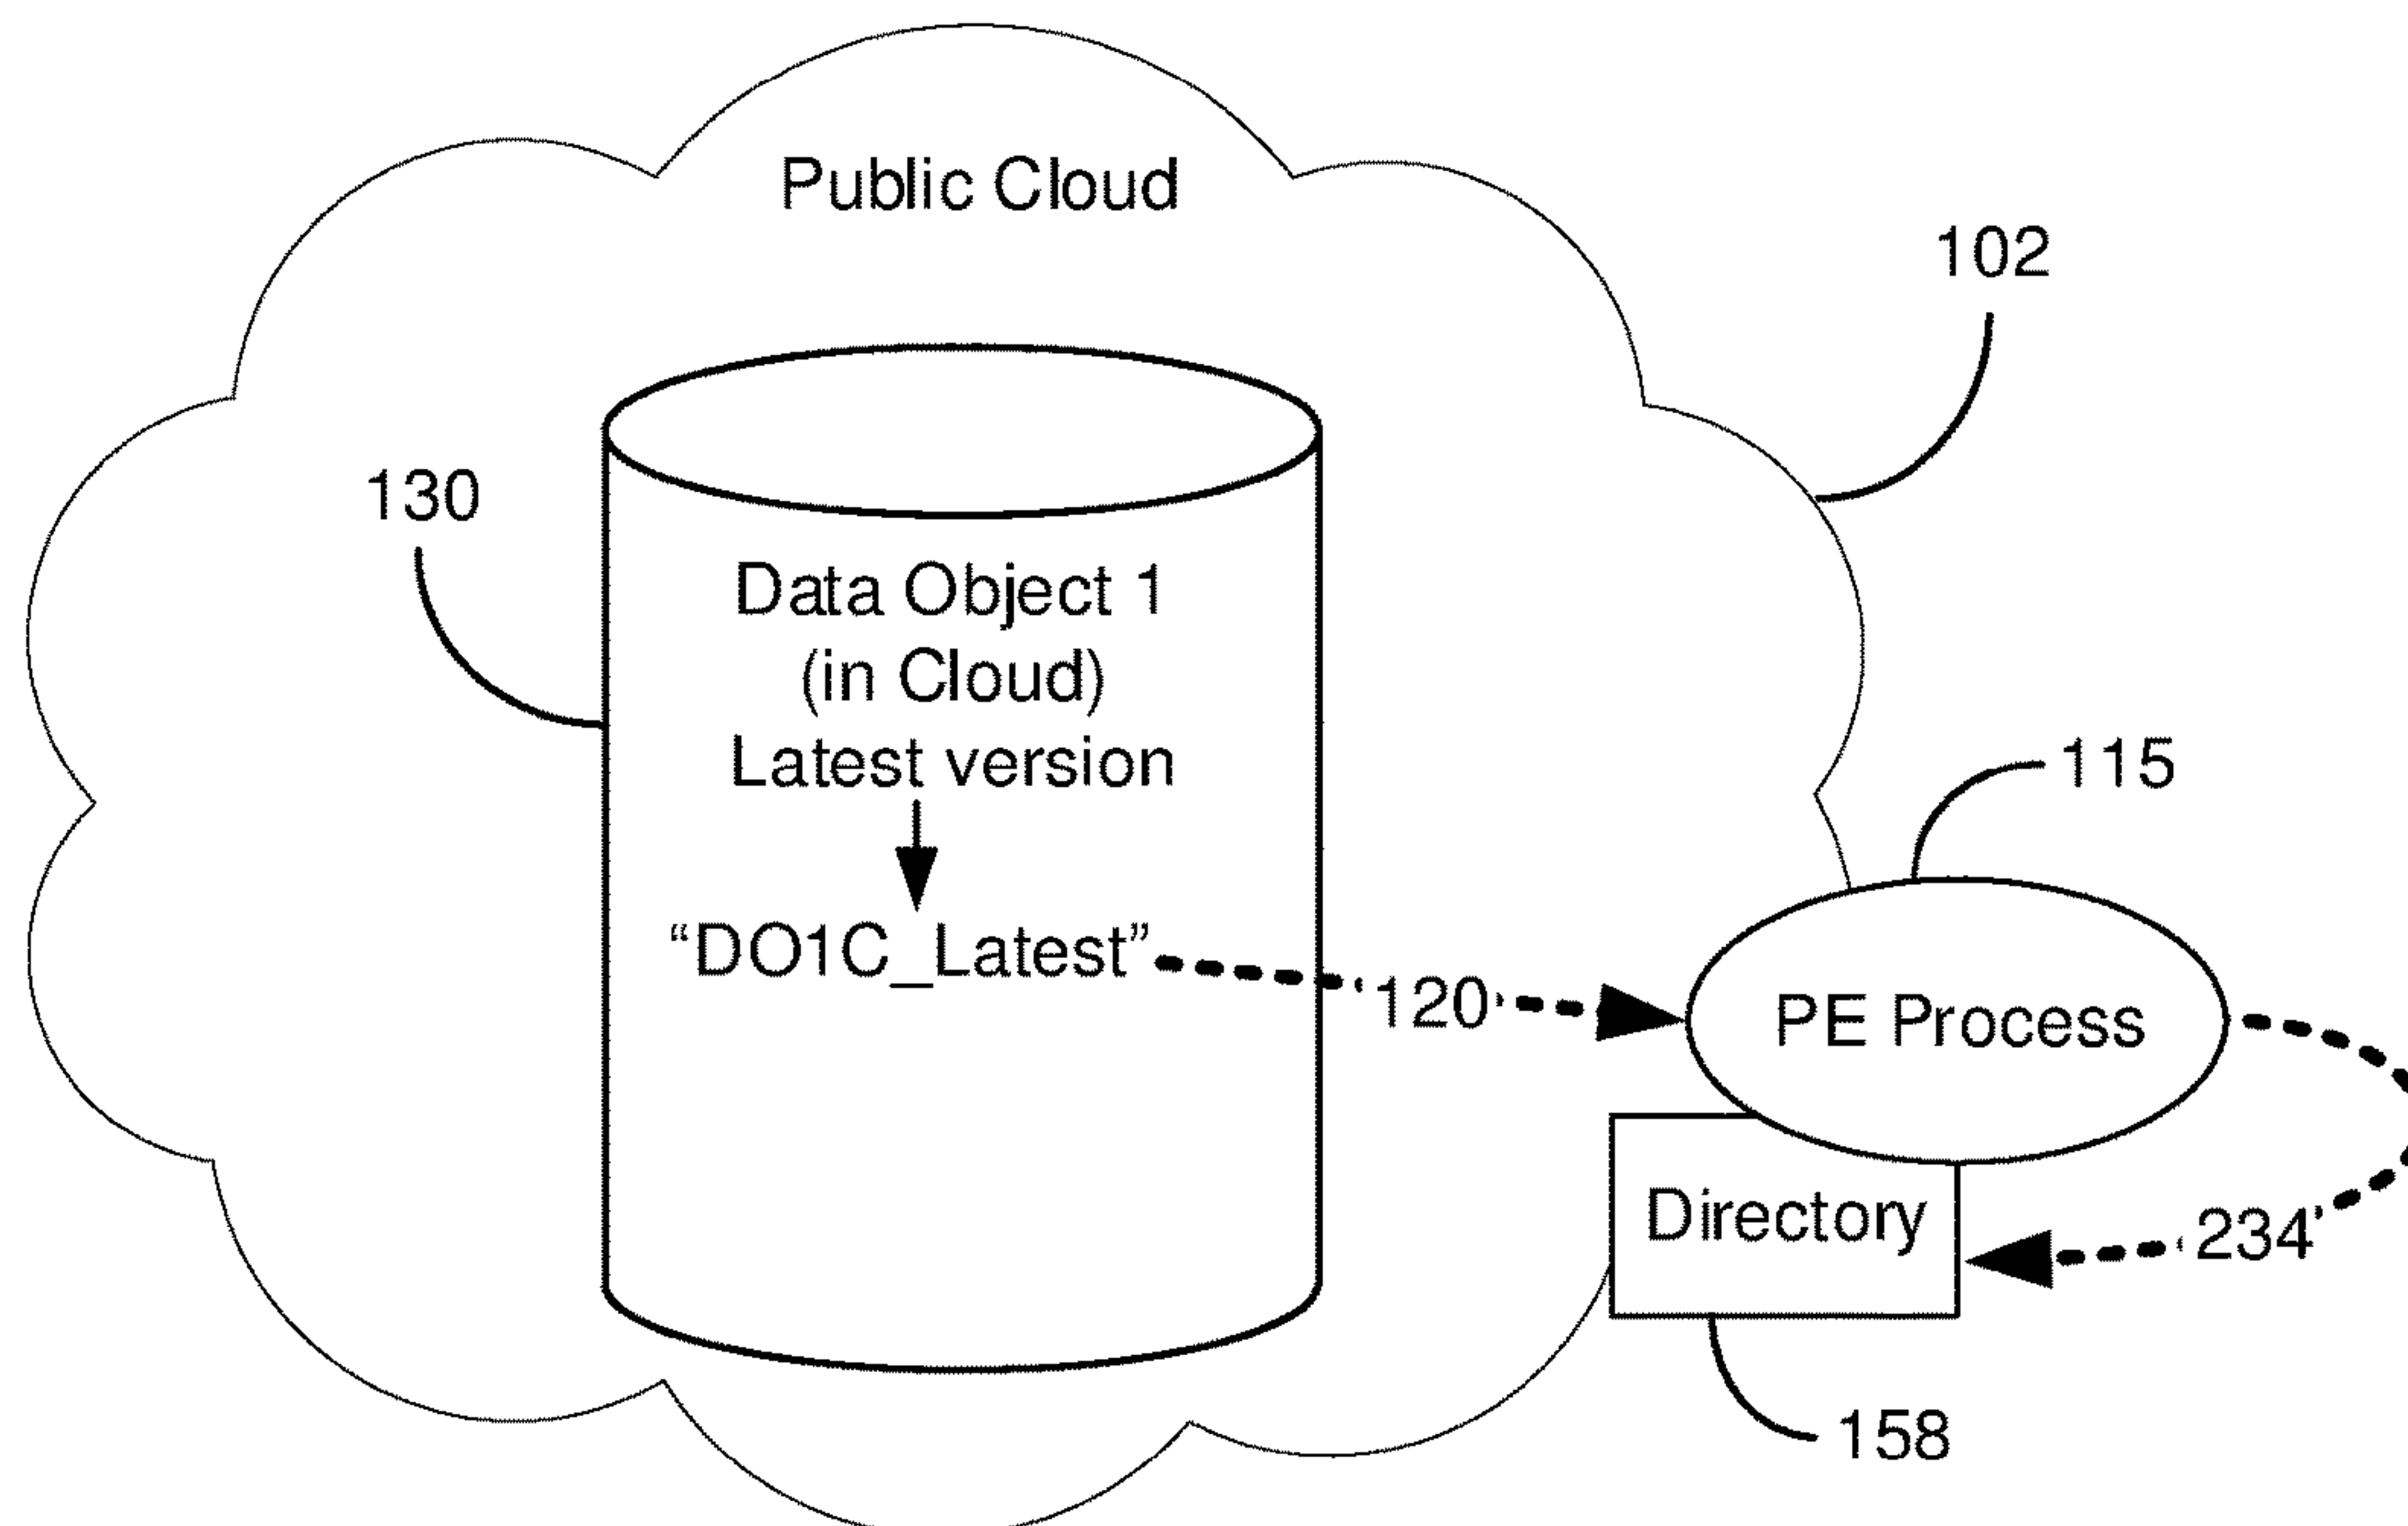 Public Cloud
102
130
Data Object 1
(in Cloud)
Latest version
“DO1C_Latest”
120
115
PE Process
Directory
234
158